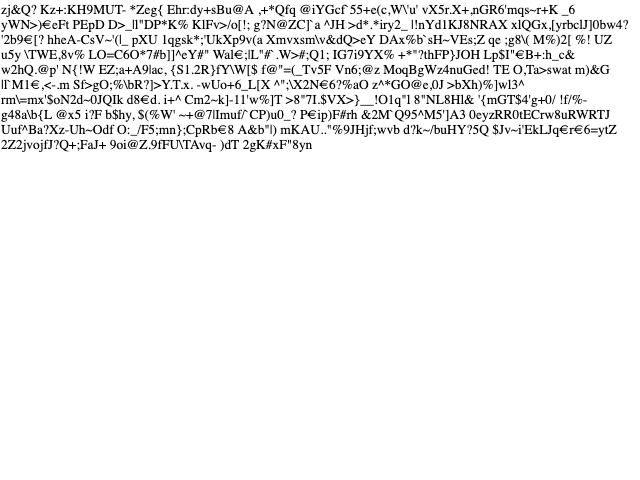 zj&Q? Kz+:KH9MUT- *Zeg{ Ehr:dy+sBu@A ,+*Qfq @iYGcf`55+e(c,W\'u' vX5r.X+,nGR6'mqs~r+K _6
yWN>)€eFt PEpD D>_ll"DP*K% KlFv>/o[!; g?N@ZC]`a ^JH >d*.*iry2_ l!nYd1KJ8NRAX xlQGx,[yrbclJ]0bw4?
'2b9€[? hheA-CsV~'(l_ pXU 1qgsk*;'UkXp9v(a Xmvxsm\v&dQ>eY DAx%b`sH~VEs;Z qe ;g8\( M%)2[ %! UZ
u5y \TWE,8v% LO=C6O*7#b]]^eY#" Wal€;lL"#`.W>#;Q1; IG7i9YX% +*"?thFP}JOH Lp$I"€B+:h_c&
w2hQ.@p' N{!W EZ;a+A9|ac, {S1.2R}fY\W[$ f@"=(_Tv5F Vn6;@z MoqBgWz4nuGed! TE O,Ta>swat m)&G
||f`M1€,<-.m Sf>gO;%\bR?]>Y.T.x. -wUo+6_L[X ^";\X2N€6?%aO z^*GO@e,0J >bXh)%]wl3^
rm\=mx'$oN2d~0JQIk d8€d. i+^ Cm2~k]-11'w%]T >8"7I.$VX>}__!O1q"l 8"NL8Hl& '{mGT$4'g+0/ !f/%-
g48a\b{L @x5 i?F b$hy, $(%W' ~+@7|lImuf/`CP)u0_? P€ip)F#rh &2M`Q95^M5']A3 0eyzRR0tECrw8uRWRTJ
Uuf^Ba?Xz-Uh~Odf O:_/F5;mn};CpRb€8 A&b"|) mKAU.."%9JHjf;wvb d?k~/buHY?5Q $Jv~i'EkLJq€r€6=ytZ
2Z2jvojfJ?Q+;FaJ+ 9oi@Z.9fFU\TAvq- )dT 2gK#xF"8yn